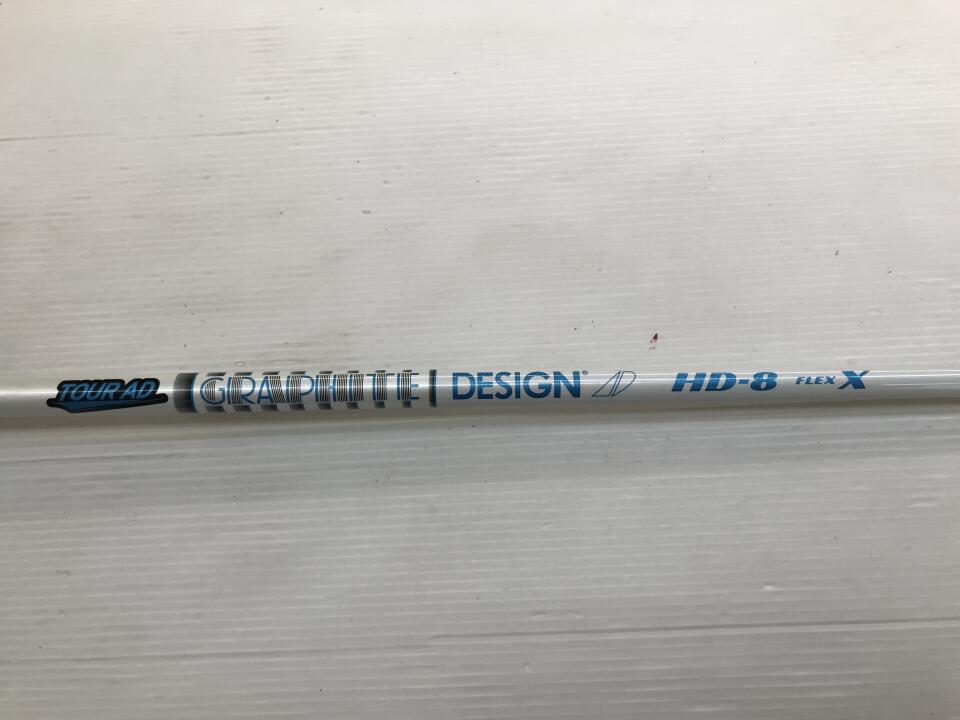 TOUR AD GRAPHITE DESIGN® HD-8 FLEX X